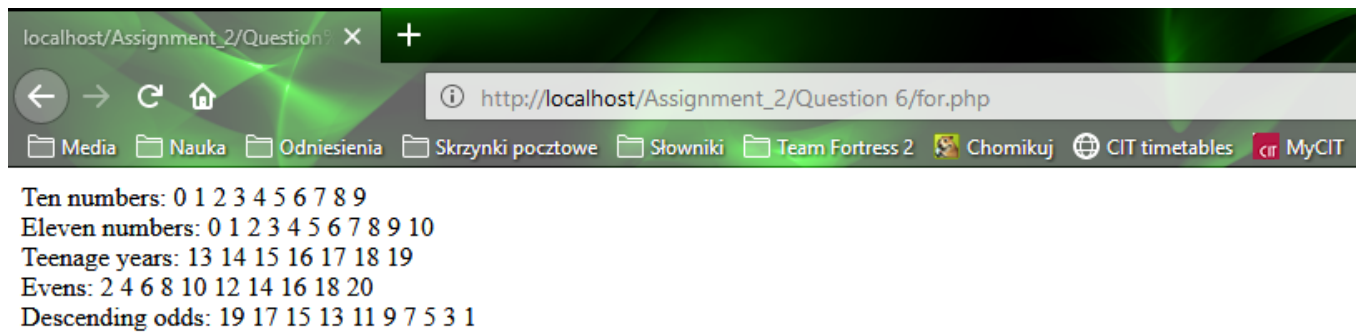 localhost/Assignment_2/Question
http://localhost/Assignment_2/Question 6/for.php
Media Nauka Odniesienia Skrzynki pocztowe Słowniki Team Fortress 2 Chomikuj CIT timetables CIT MyCIT
Ten numbers: 0 1 2 3 4 5 6 7 8 9
Eleven numbers: 0 1 2 3 4 5 6 7 8 9 10
Teenage years: 13 14 15 16 17 18 19
Evens: 2 4 6 8 10 12 14 16 18 20
Descending odds: 19 17 15 13 11 9 7 5 3 1